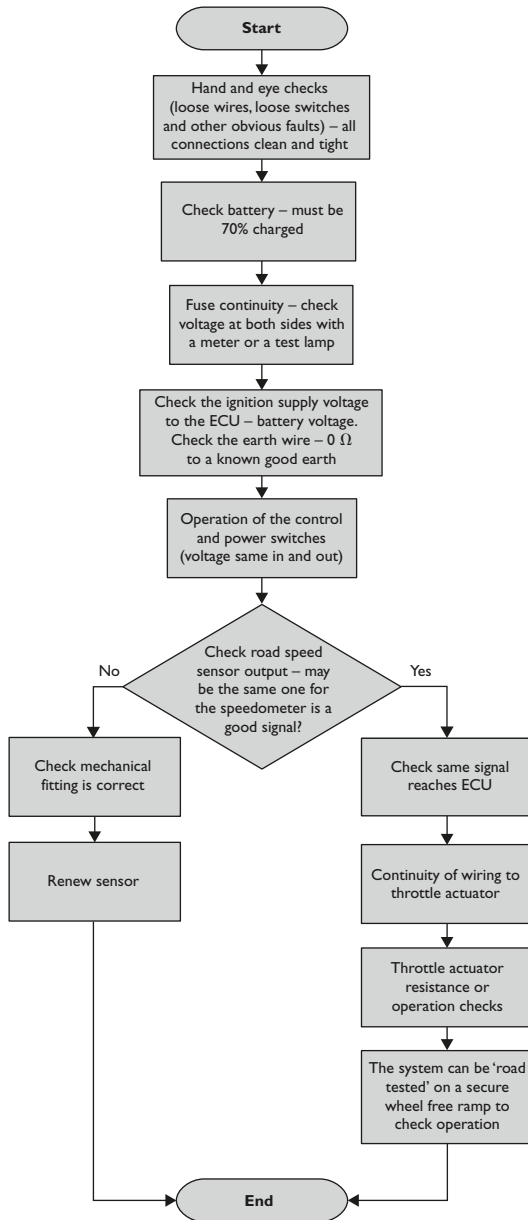 Start
Hand and eye checks
(loose wires, loose switches
and other obvious faults) – all
connections clean and tight
Check battery – must be
70% charged
Fuse continuity – check
voltage at both sides with
a meter or a test lamp
Check the ignition supply voltage
to the ECU – battery voltage.
Check the earth wire – 0 Ω
to a known good earth
Operation of the control
and power switches
(voltage same in and out)
Check road speed
sensor output – may
be the same one for
the speedometer is a
good signal?
No
Check mechanical
fitting is correct
Renew sensor
Yes
Check same signal
reaches ECU
Continuity of wiring to
throttle actuator
Throttle actuator
resistance or
operation checks
The system can be ‘road
tested’ on a secure
wheel free ramp to
check operation
End